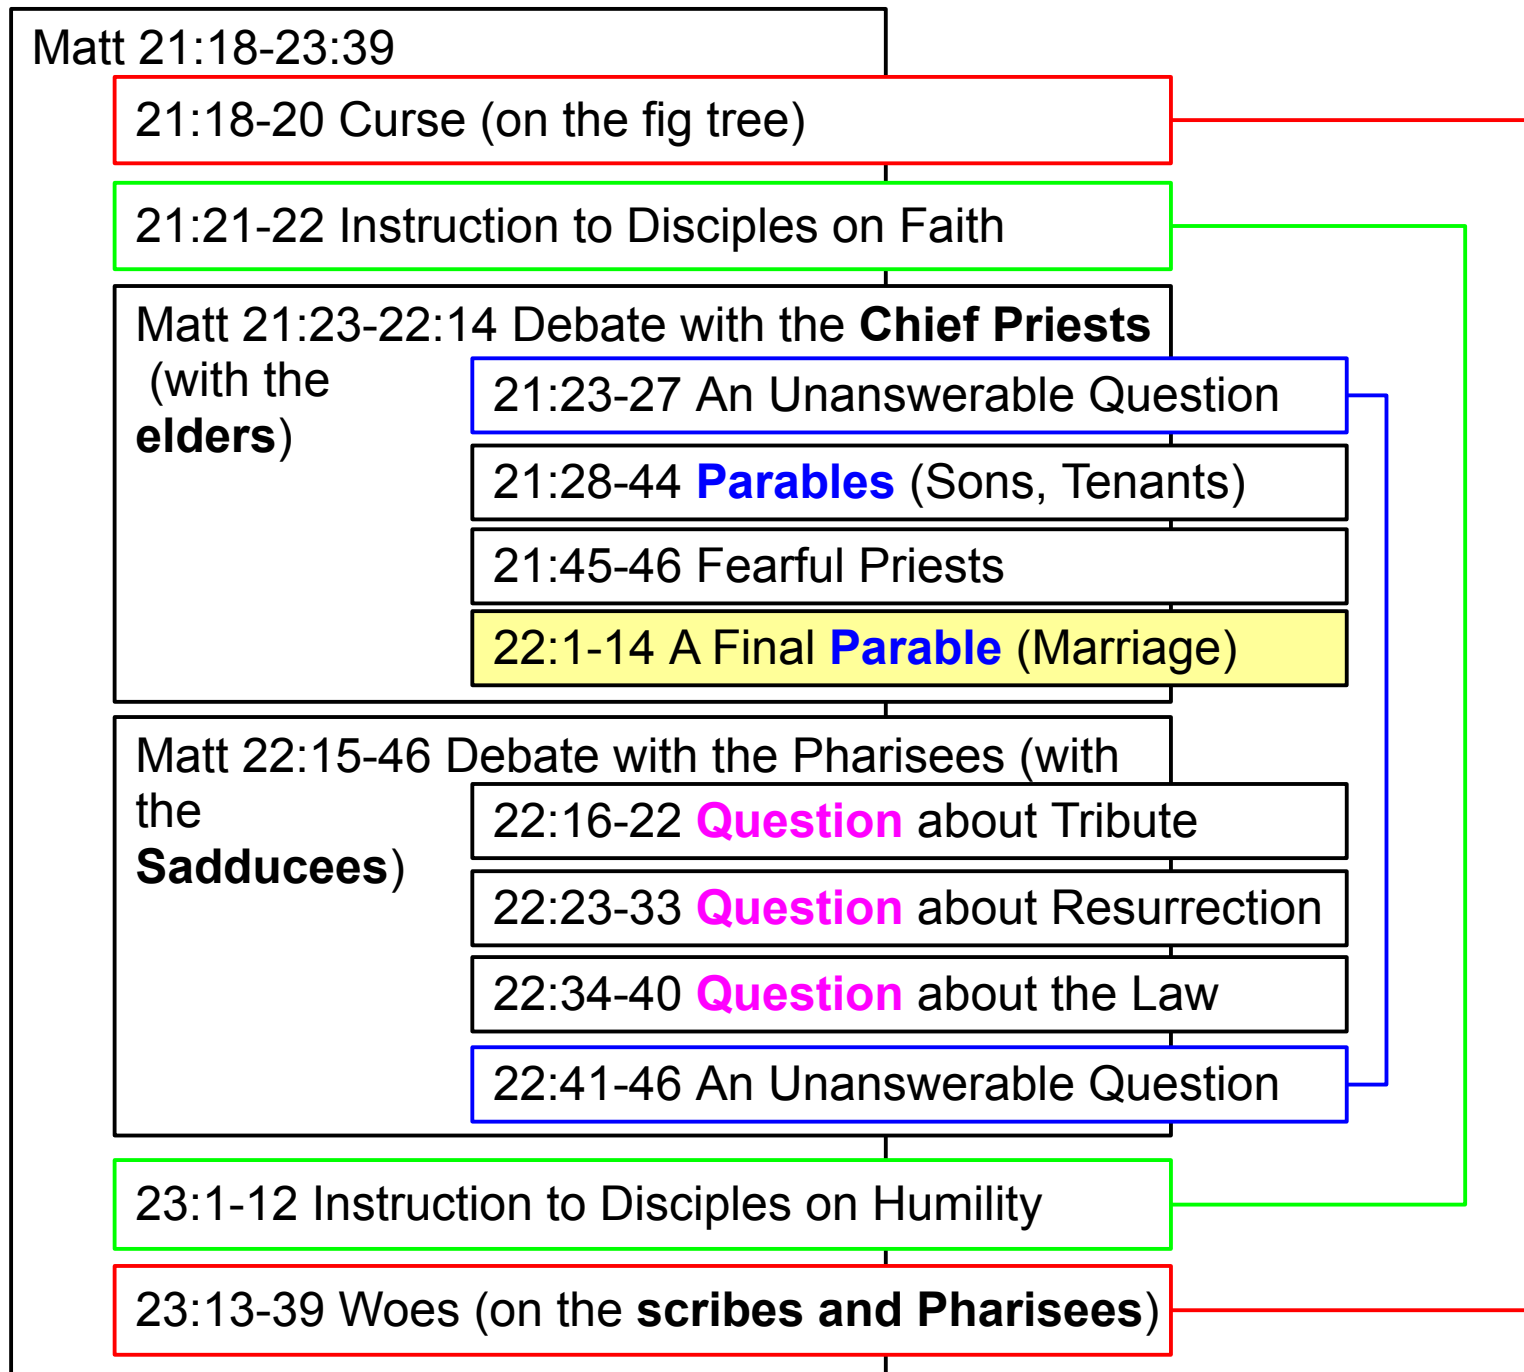 Matt 21:18-23:39
21:18-20 Curse (on the fig tree)
21:21-22 Instruction to Disciples on Faith
Matt 21:23-22:14 Debate with the Chief Priests
(with the
elders)
21:23-27 An Unanswerable Question
21:28-44 Parables (Sons, Tenants)
21:45-46 Fearful Priests
22:1-14 A Final Parable (Marriage)
Matt 22:15-46 Debate with the Pharisees (with
the
Sadducees)
22:16-22 Question about Tribute
22:23-33 Question about Resurrection
22:34-40 Question about the Law
22:41-46 An Unanswerable Question
23:1-12 Instruction to Disciples on Humility
23:13-39 Woes (on the scribes and Pharisees)